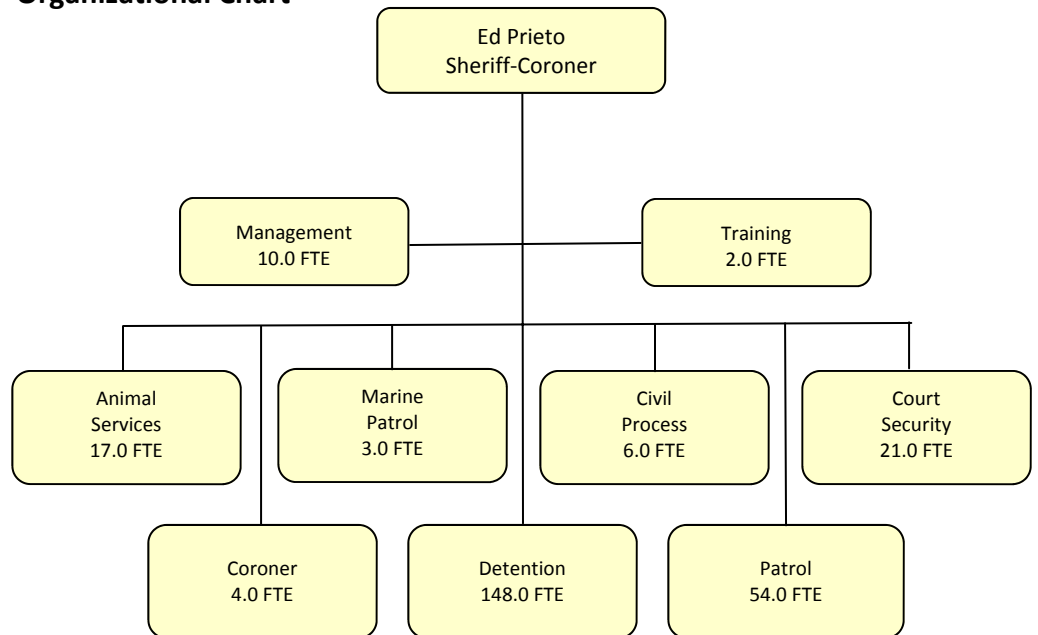 Organizational Chart
Ed Prieto
Sheriff-Coroner
Management
10.0 FTE
Training
2.0 FTE
Animal
Services
17.0 FTE
Marine
Patrol
3.0 FTE
Civil
Process
6.0 FTE
Court
Security
21.0 FTE
Coroner
4.0 FTE
Detention
148.0 FTE
Patrol
54.0 FTE